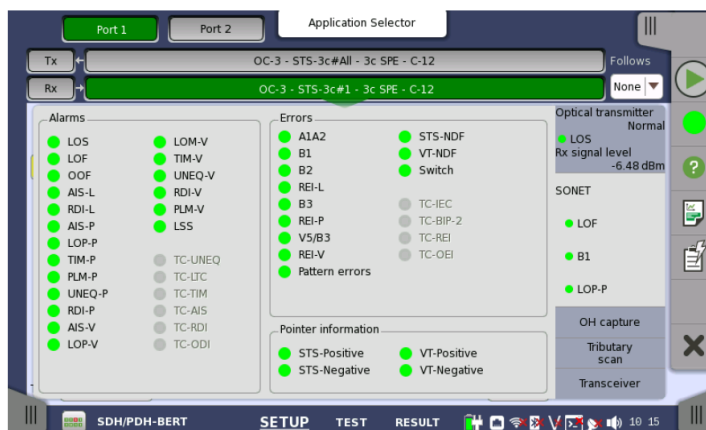 Port 1
Port 2
Application Selector
Tx
OC-3 - STS-3c#All - 3c SPE - C-12
Follows
Rx
OC-3 - STS-3c#1 - 3c SPE - C-12
None
Alarms
LOS
LOF
OOF
AIS-L
RDI-L
AIS-P
LOP-P
TIM-P
PLM-P
UNEQ-P
RDI-P
AIS-V
LOP-V
LOM-V
TIM-V
UNEQ-V
RDI-V
PLM-V
LSS
TC-UNEQ
TC-LTC
TC-TIM
TC-AIS
TC-RDI
TC-ODI
Errors
A1A2
B1
B2
REI-L
B3
REI-P
V5/B3
REI-V
Pattern errors
STS-NDF
VT-NDF
Switch
TC-IEC
TC-BIP-2
TC-REI
TC-OEI
Pointer information
STS-Positive
STS-Negative
VT-Positive
VT-Negative
Optical transmitter
Normal
LOS
Rx signal level
-6.48 dBm
SONET
LOF
B1
LOP-P
OH capture
Tributary
scan
Transceiver
SDH/PDH-BERT
SETUP
TEST
RESULT
10 15